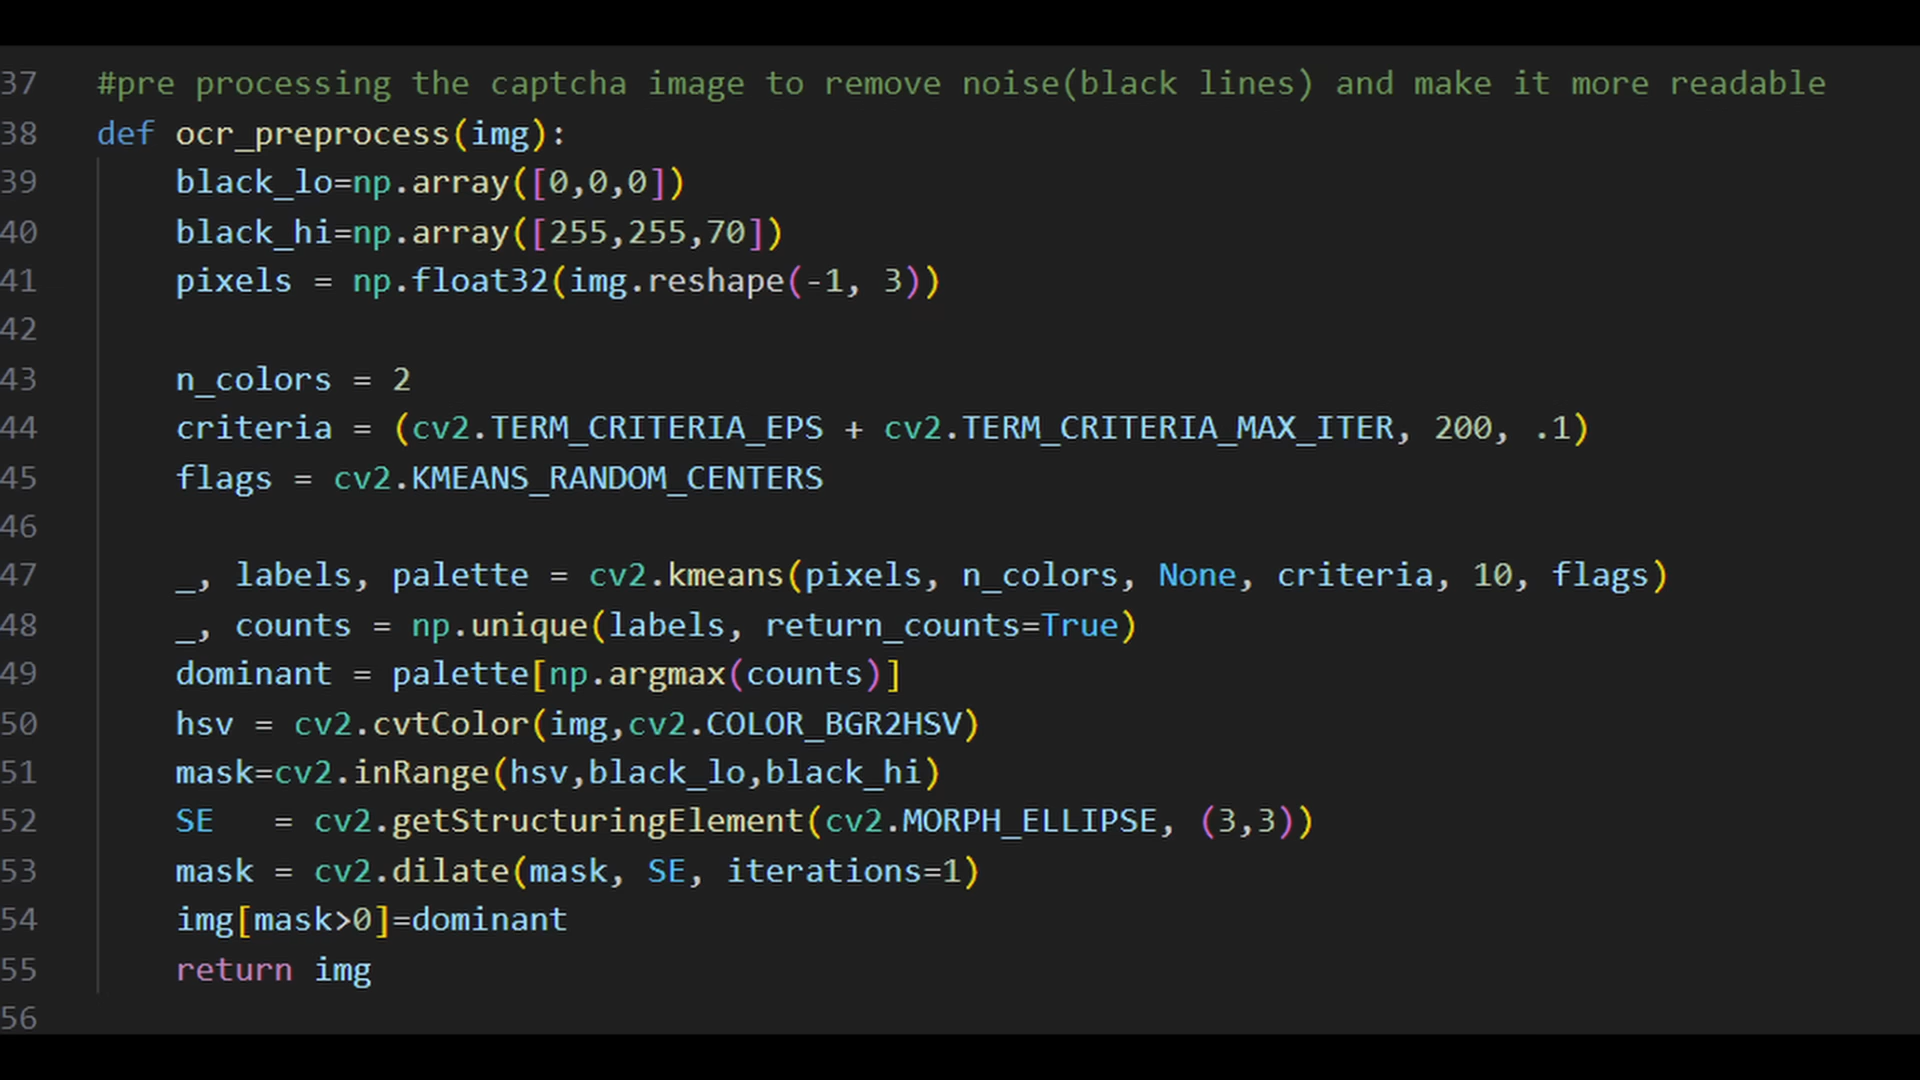 37 #pre processing the captcha image to remove noise(black lines) and make it more readable
38 def ocr_preprocess(img):
39 black_lo=np.array([0,0,0])
40 black_hi=np.array([255,255,70])
41 pixels = np.float32(img.reshape(-1, 3))
42
43 n_colors = 2
44 criteria = (cv2.TERM_CRITERIA_EPS + cv2.TERM_CRITERIA_MAX_ITER, 200, .1)
45 flags = cv2.KMEANS_RANDOM_CENTERS
46
47 _, labels, palette = cv2.kmeans(pixels, n_colors, None, criteria, 10, flags)
48 _, counts = np.unique(labels, return_counts=True)
49 dominant = palette[np.argmax(counts)]
50 hsv = cv2.cvtColor(img,cv2.COLOR_BGR2HSV)
51 mask=cv2.inRange(hsv,black_lo,black_hi)
52 SE   = cv2.getStructuringElement(cv2.MORPH_ELLIPSE, (3,3))
53 mask = cv2.dilate(mask, SE, iterations=1)
54 img[mask>0]=dominant
55 return img
56